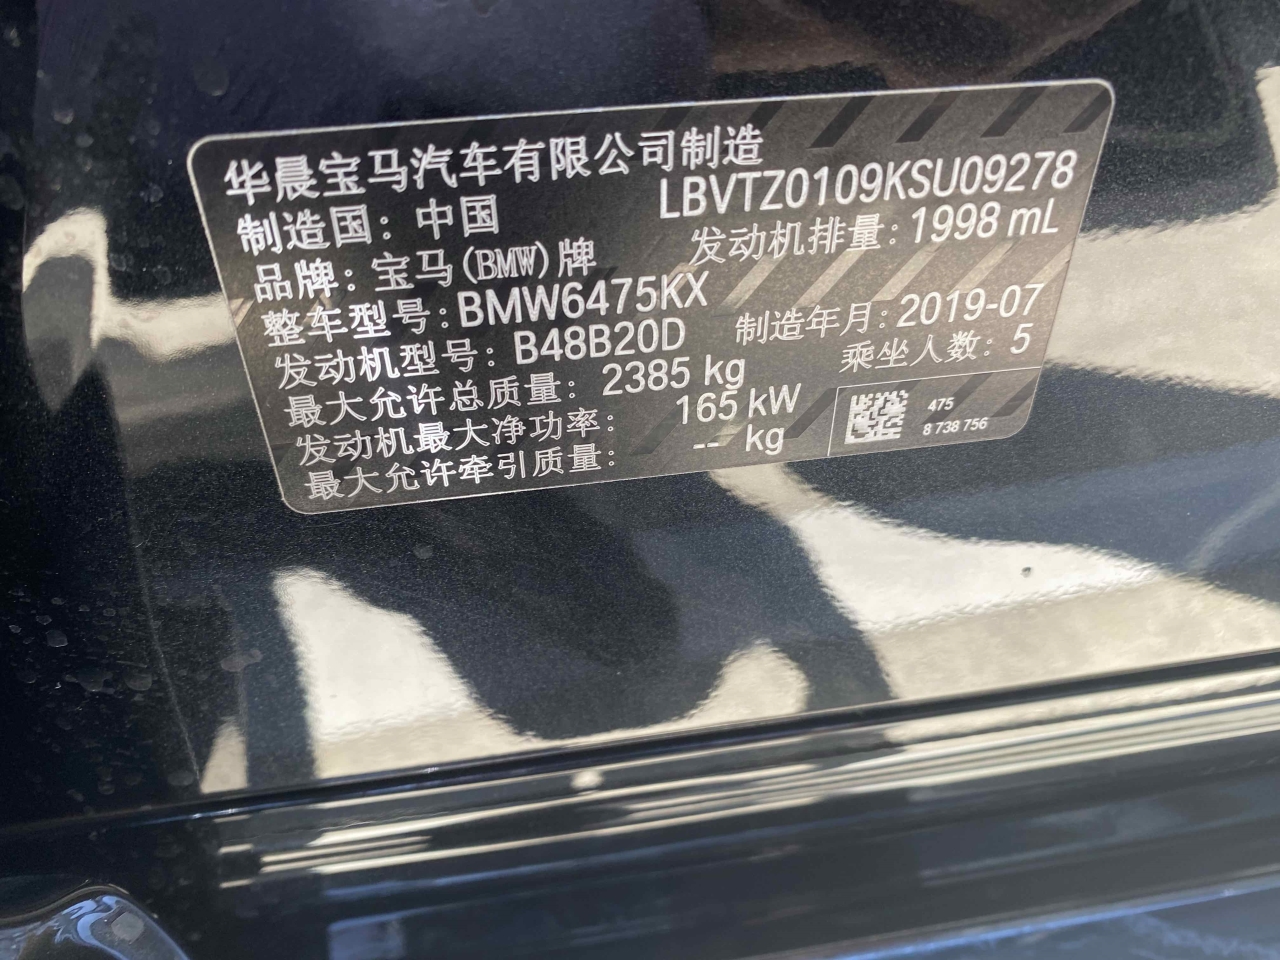 华晨宝马汽车有限公司制造
制造国: 中国 LBVTZ0109KSU09278
品牌: 宝马(BMW)牌 发动机排量: 1998 mL
整车型号: BMW6475KX
发动机型号: B48B20D 制造年月: 2019-07
最大允许总质量: 2385 kg 乘坐人数: 5
发动机最大净功率: 165 kW
最大允许牵引质量: -- kg
475
8 738 756